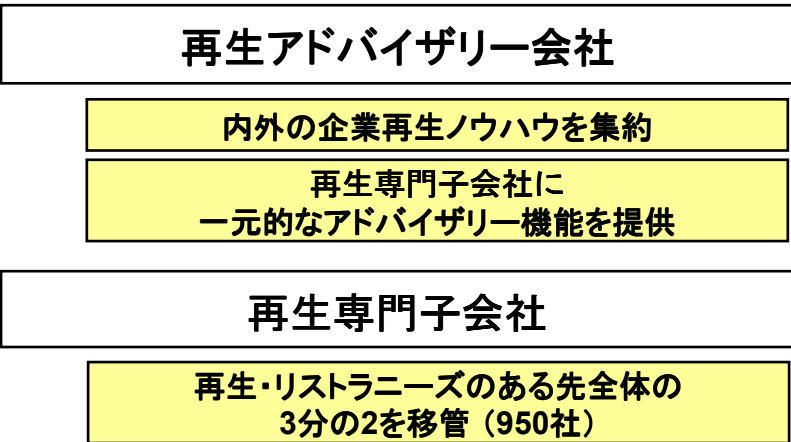 再生アドバイザリー会社
内外の企業再生ノウハウを集約
再生専門子会社に
一元的なアドバイザリー機能を提供
再生専門子会社
再生・リストラニーズのある先全体の
3分の2を移管（950社）